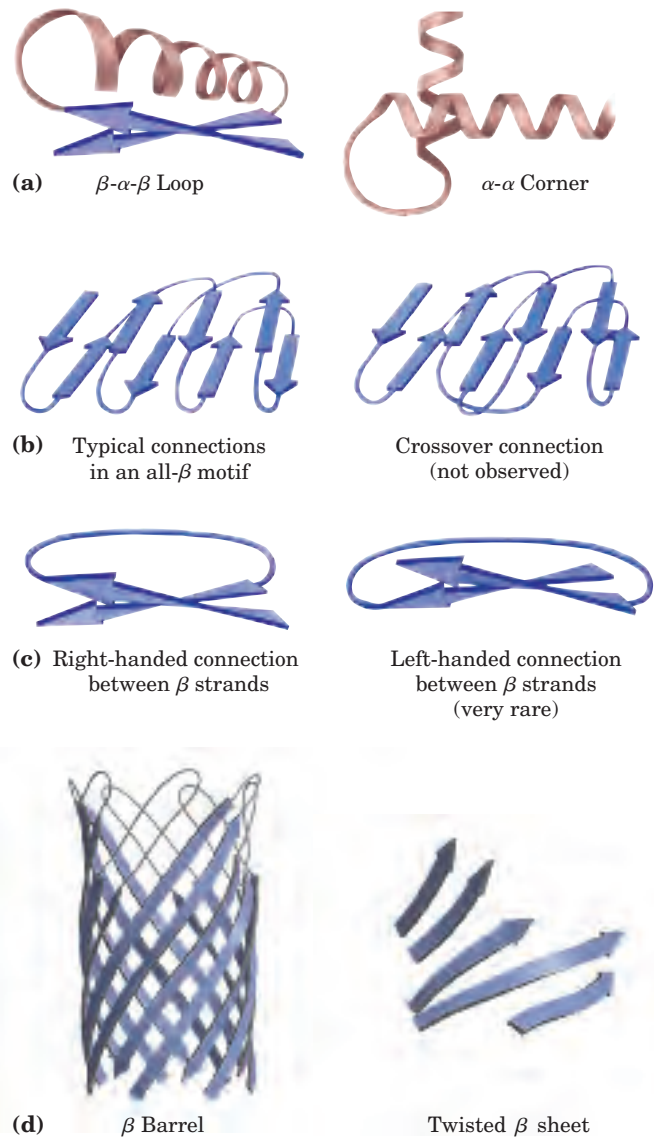 (a) β-α-β Loop
α-α Corner
(b) Typical connections
in an all-β motif
Crossover connection
(not observed)
(c) Right-handed connection
between β strands
Left-handed connection
between β strands
(very rare)
(d) β Barrel
Twisted β sheet